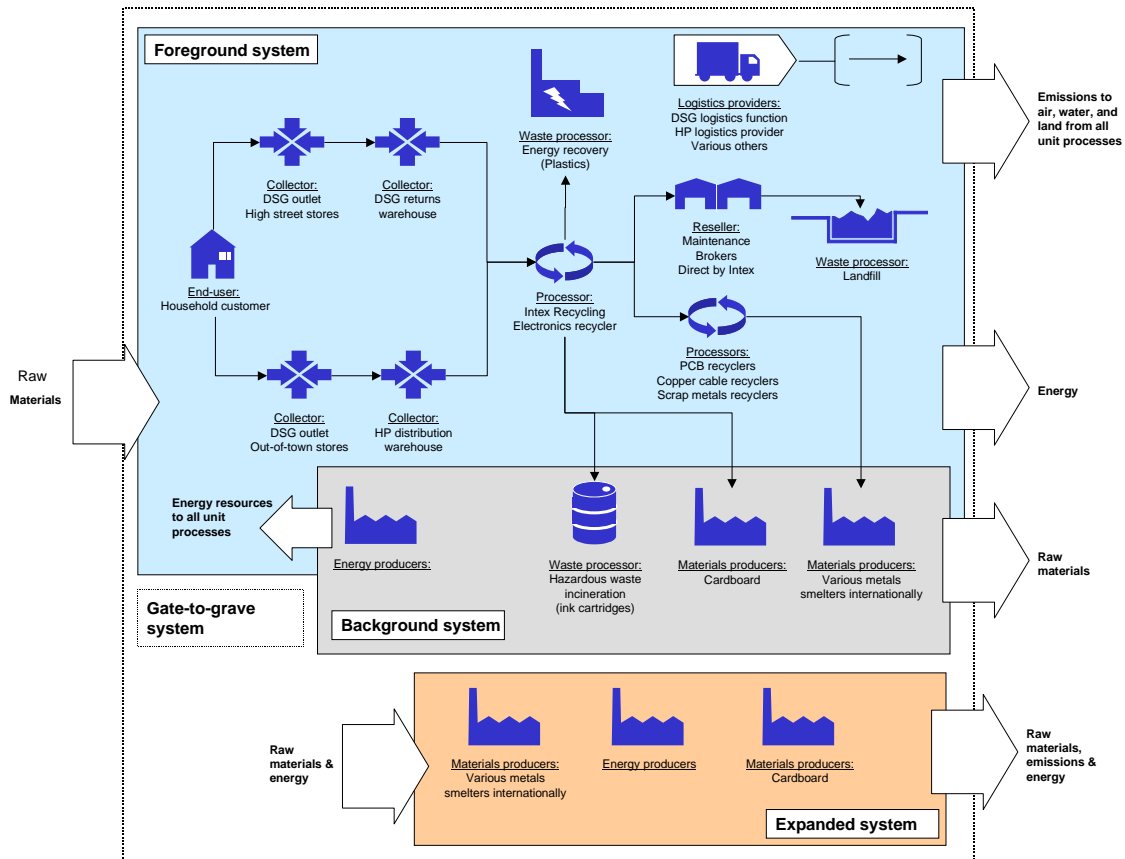 Foreground system
Logistics providers:
DSG logistics function
HP logistics provider
Various others
Emissions to
air, water, and
land from all
unit processes
Waste processor:
Energy recovery
(Plastics)
Collector:
DSG outlet
High street stores
Collector:
DSG returns
warehouse
Reseller:
Maintenance
Brokers
Direct by Intex
Waste processor:
Landfill
End-user:
Household customer
Processor:
Intex Recycling
Electronics recycler
Processors:
PCB recyclers
Copper cable recyclers
Scrap metals recyclers
Raw
Materials
Energy
Collector:
DSG outlet
Out-of-town stores
Collector:
HP distribution
warehouse
Energy resources
to all unit
processes
Energy producers:
Waste processor:
Hazardous waste
incineration
(ink cartridges)
Materials producers:
Cardboard
Materials producers:
Various metals
smelters internationally
Raw
materials
Gate-to-grave
system
Background system
Raw
materials &
energy
Materials producers:
Various metals
smelters internationally
Energy producers
Materials producers:
Cardboard
Raw
materials,
emissions &
energy
Expanded system